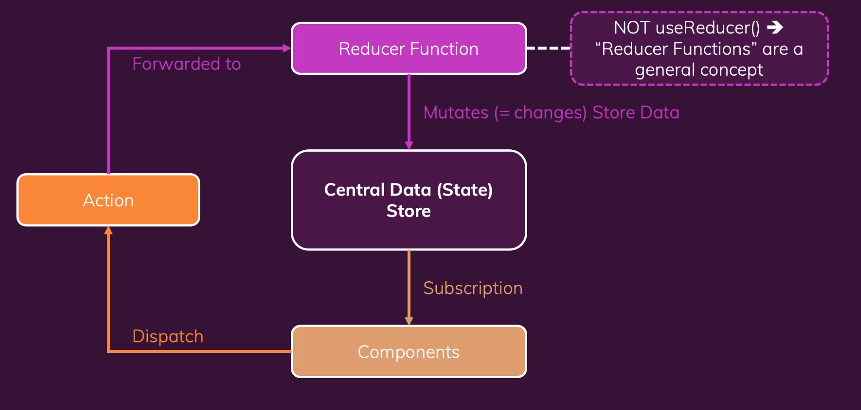 Reducer Function
NOT useReducer() ➔
“Reducer Functions” are a
general concept
Forwarded to
Mutates (= changes) Store Data
Action
Central Data (State)
Store
Subscription
Dispatch
Components